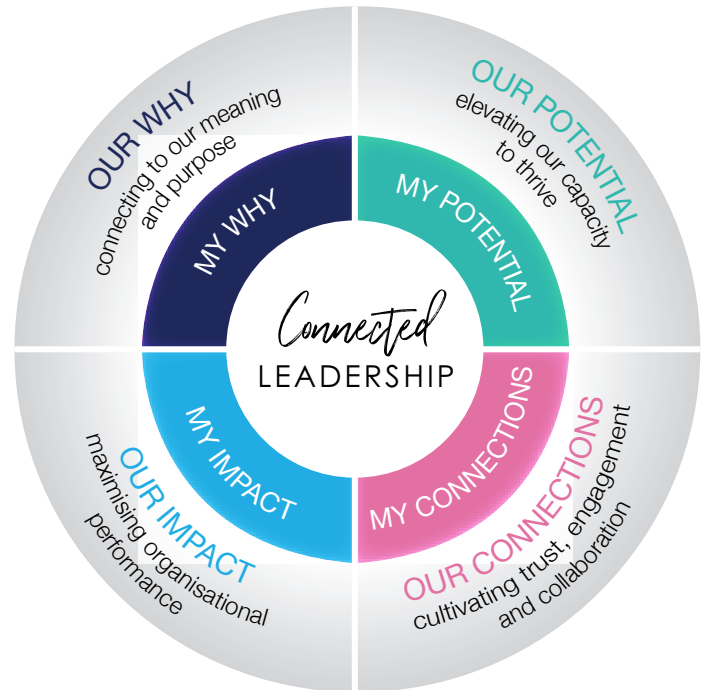 OUR WHY
connecting to our meaning
and purpose
MY WHY
OUR POTENTIAL
elevating our capacity
to thrive
MY POTENTIAL
Connected
LEADERSHIP
MY IMPACT
OUR IMPACT
maximising organisational
performance
MY CONNECTIONS
OUR CONNECTIONS
cultivating trust, engagement
and collaboration